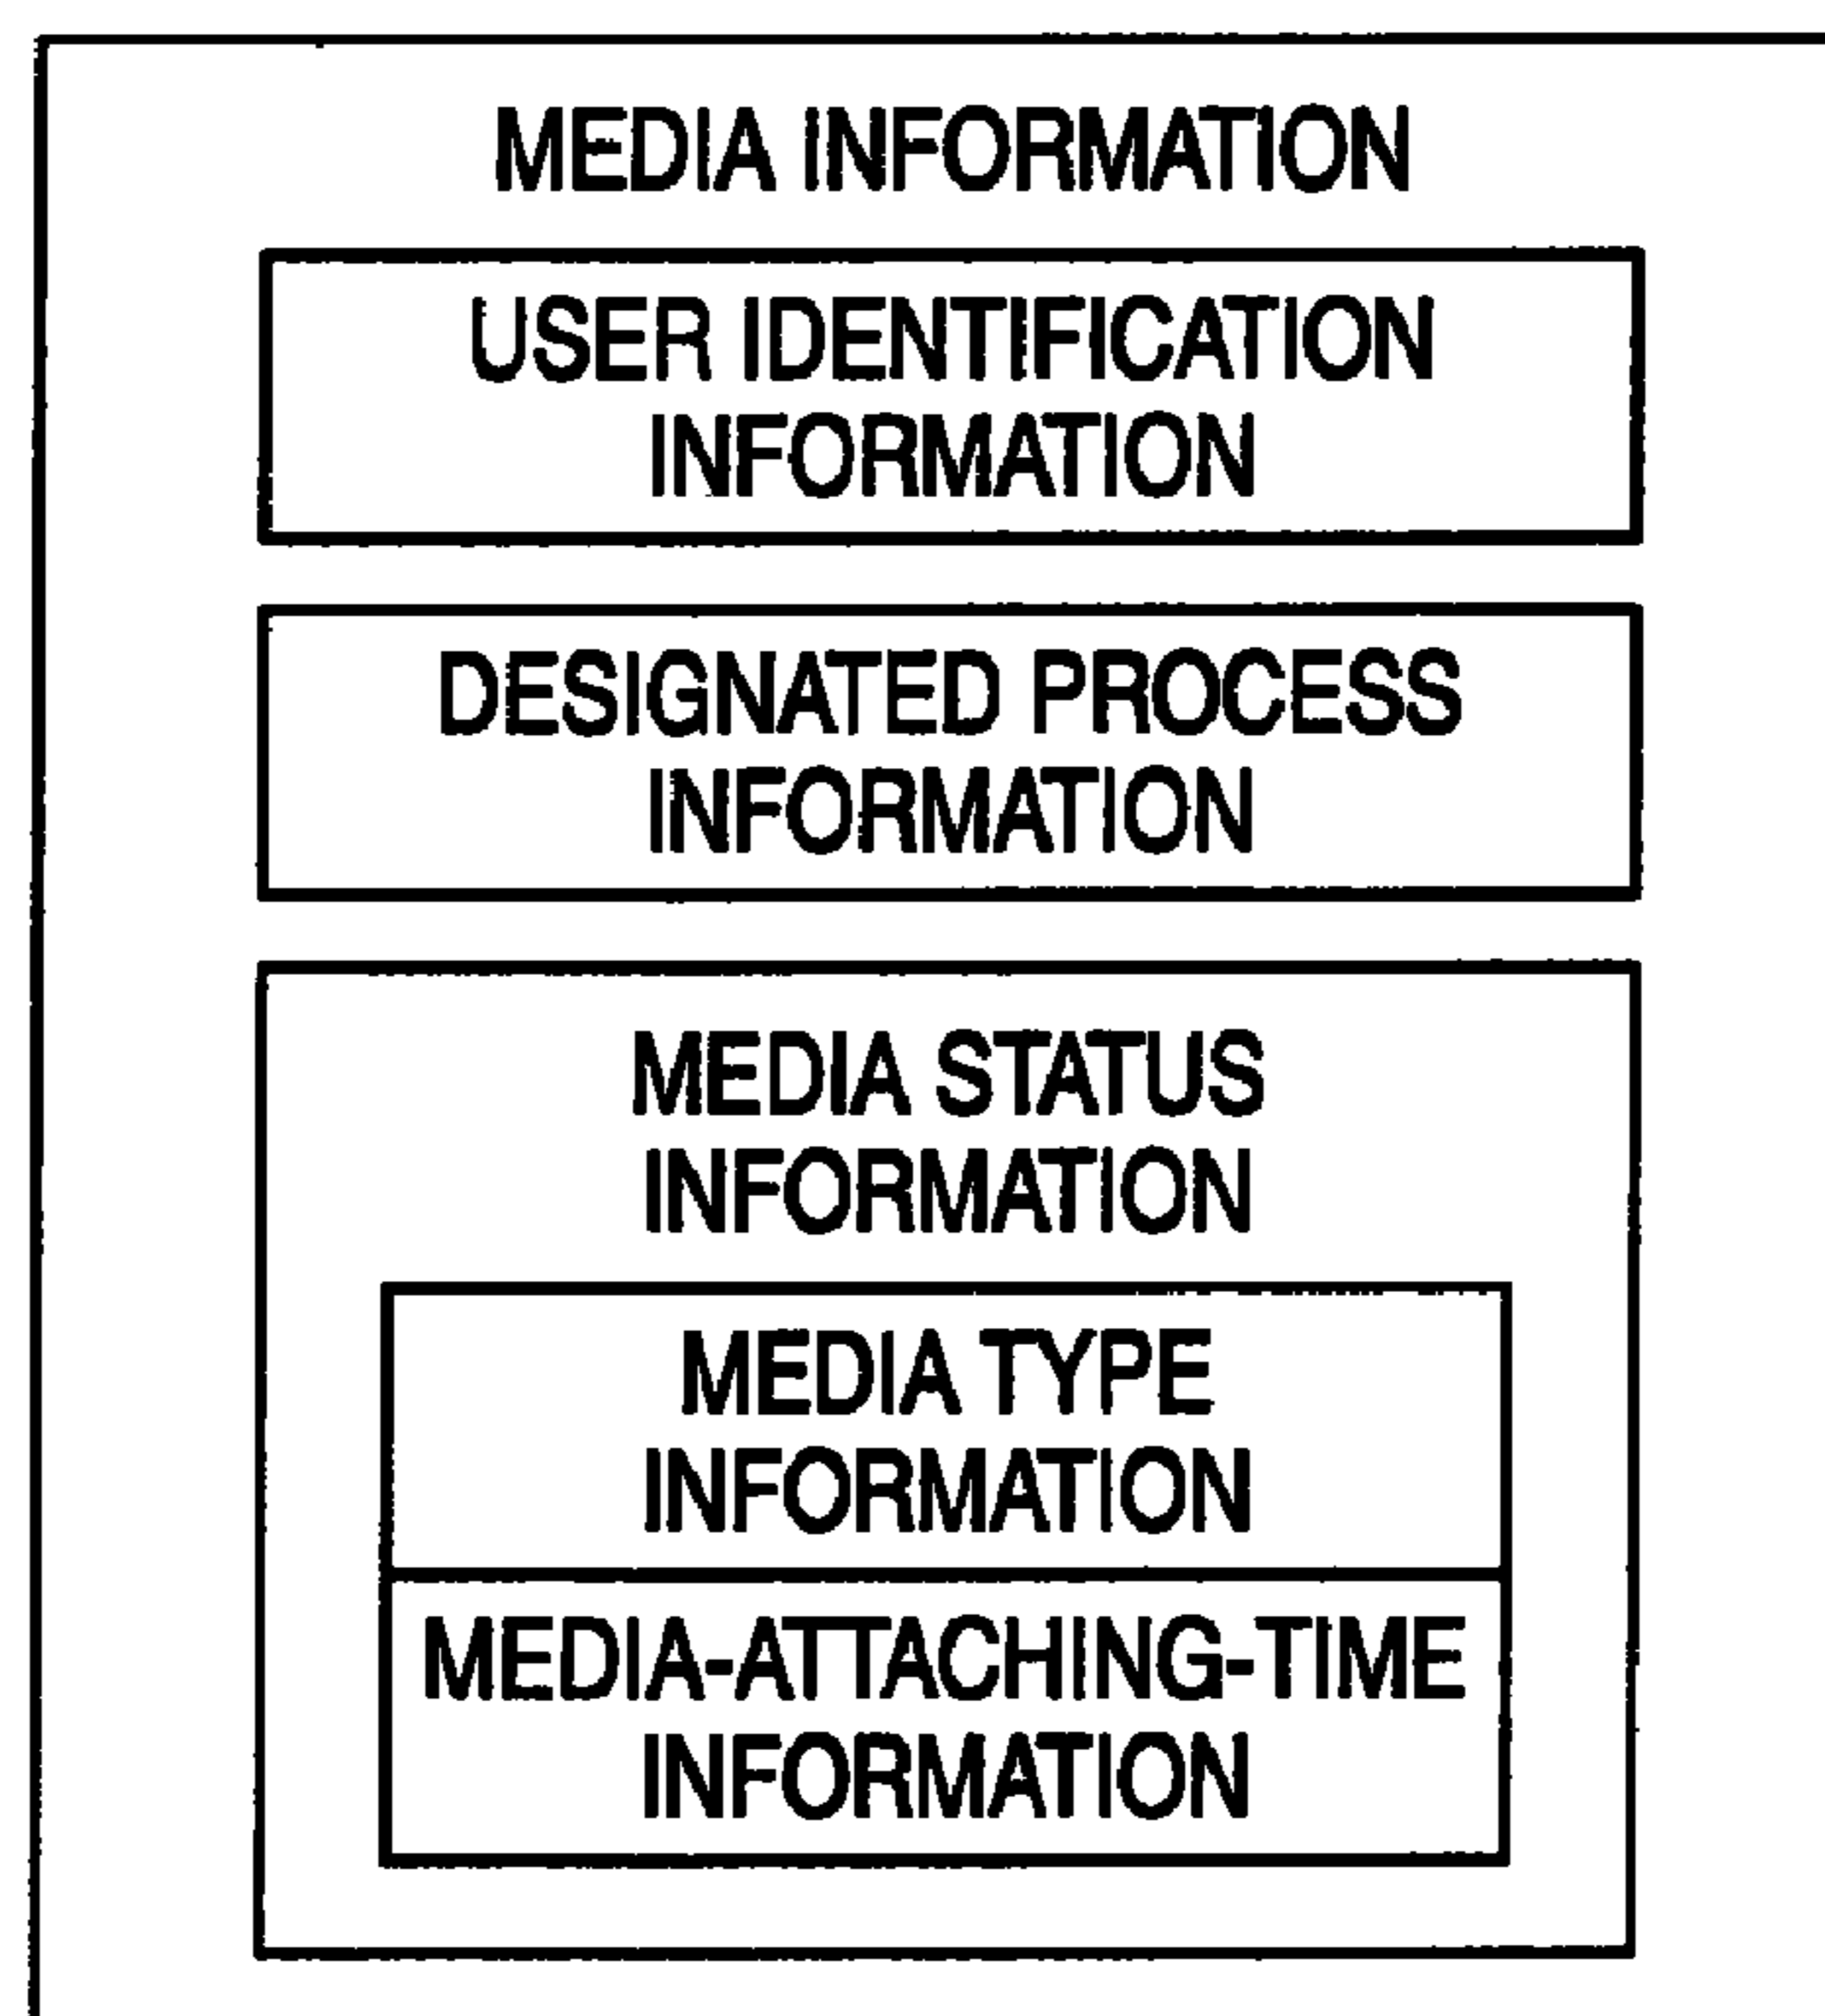 MEDIA INFORMATION
USER IDENTIFICATION
INFORMATION
DESIGNATED PROCESS
INFORMATION
MEDIA STATUS
INFORMATION
MEDIA TYPE
INFORMATION
MEDIA-ATTACHING-TIME
INFORMATION